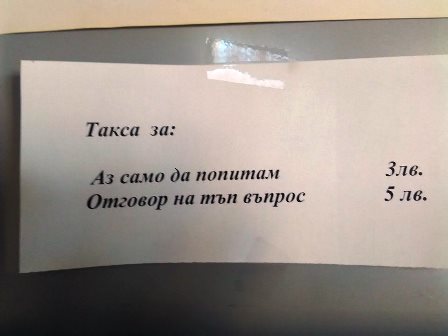 Такса за:
Аз само да попитам 3лв.
Отговор на тъп въпрос 5 лв.